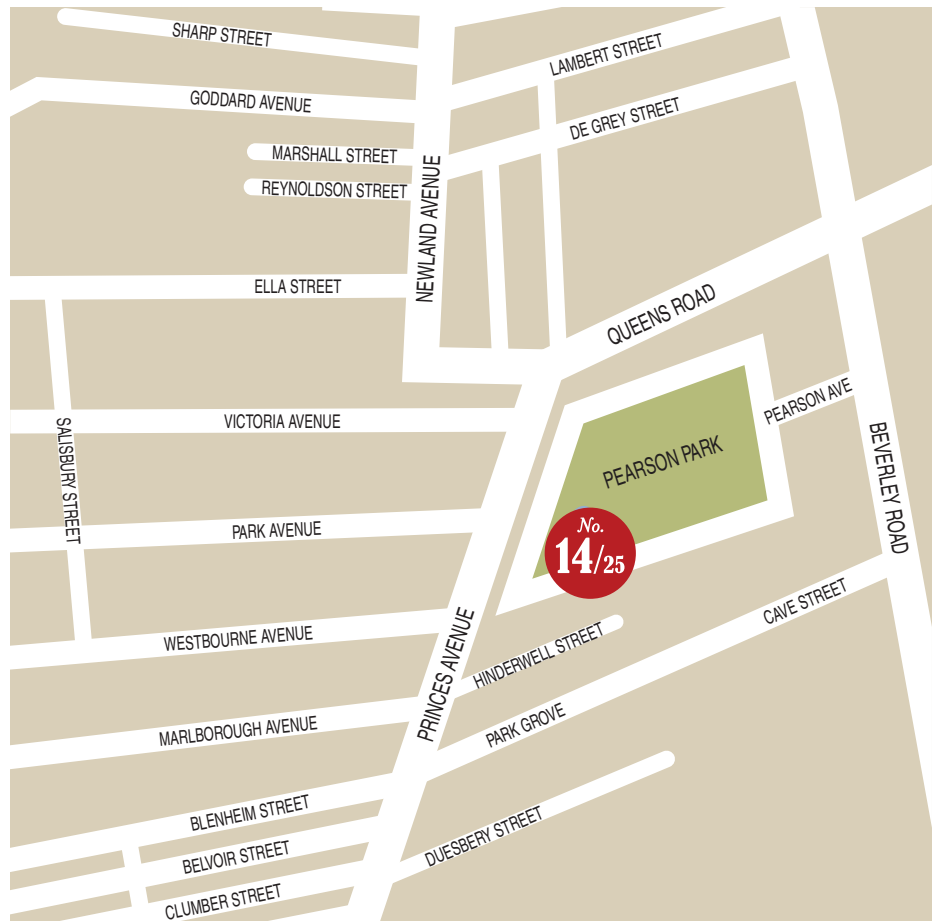 SHARP STREET
LAMBERT STREET
GODDARD AVENUE
DE GREY STREET
MARSHALL STREET
REYNOLDSON STREET
NEWLAND AVENUE
ELLA STREET
QUEENS ROAD
VICTORIA AVENUE
PEARSON AVE
SALISBURY STREET
PEARSON PARK
BEVERLEY ROAD
PARK AVENUE
No.
14/25
WESTBOURNE AVENUE
HINDERWELL STREET
CAVE STREET
PRINCES AVENUE
MARLBOROUGH AVENUE
PARK GROVE
BLENHEIM STREET
DUESBERY STREET
BELVOIR STREET
CLUMBER STREET